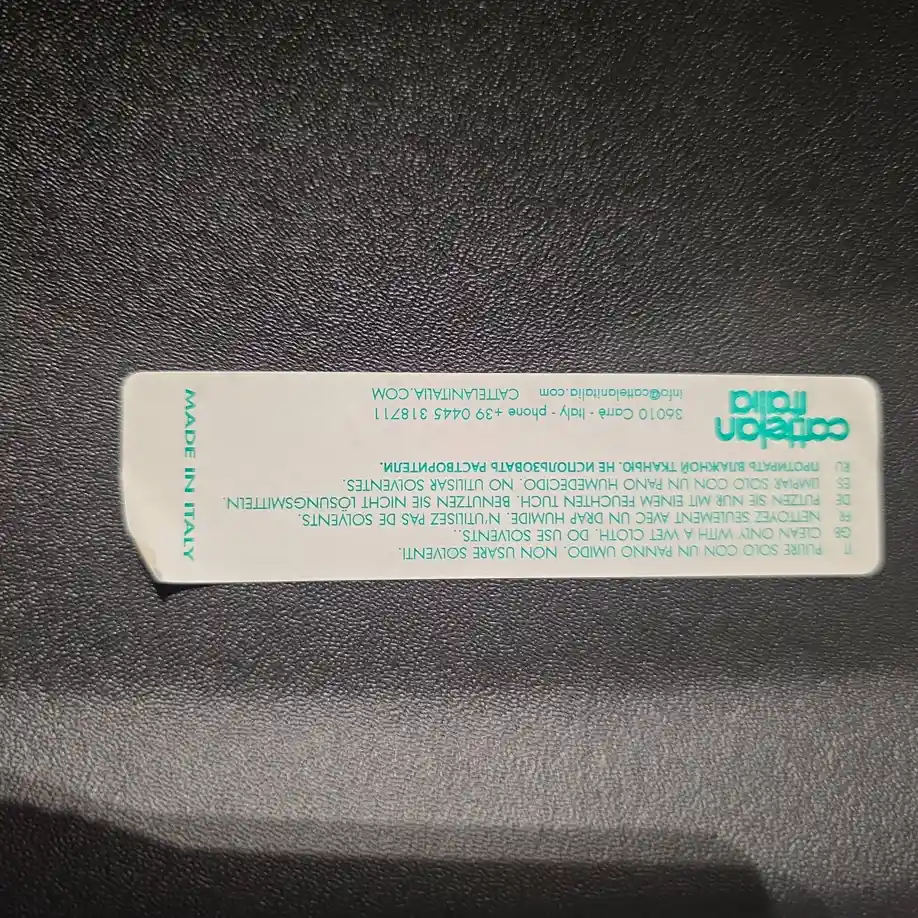 IT PULIRE SOLO CON UN PANNO UMIDO. NON USARE SOLVENTI.
GB CLEAN ONLY WITH A WET CLOTH. DO USE SOLVENTS..
FR NETTOYEZ SEULEMENT AVEC UN DRAP HUMIDE. N'UTILISEZ PAS DE SOLVENTS.
DE PUTZEN SIE NUR MIT EINEM FEUCHTEN TUCH. BENUTZEN SIE NICHT LÖSUNGSMITTELN.
ES LIMPIAR SOLO CON UN PANO HUMEDECIDO. NO UTILISAR SOLVENTES.
RU ПРОТИРАТЬ ВЛАЖНОЙ ТКАНЬЮ. НЕ ИСПОЛЬЗОВАТЬ РАСТВОРИТЕЛИ.
cattelan
italia
36010 Carrè - Italy - phone +39 0445 318711
info@cattelanitalia.com CATTELANITALIA.COM
MADE IN ITALY